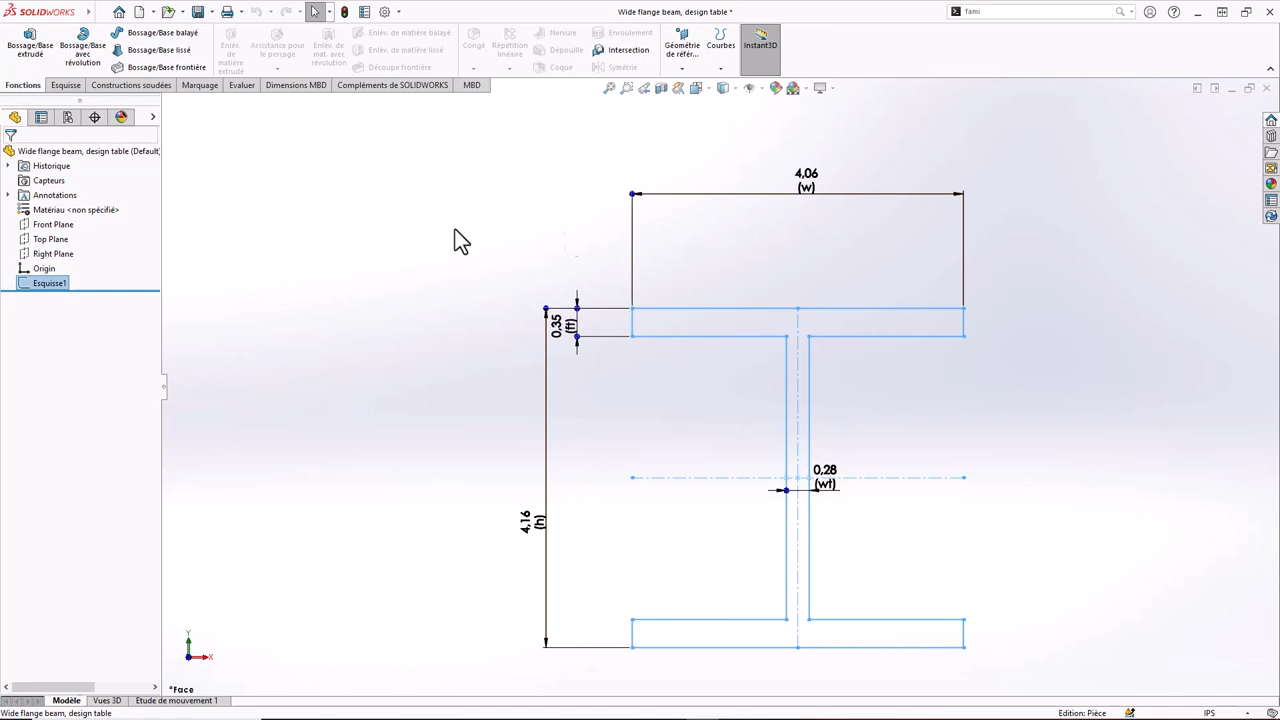 SOLIDWORKS
Wide flange beam, design table *
fami
Bossage/Base extrudé
Bossage/Base avec révolution
Bossage/Base balayé
Bossage/Base lissé
Bossage/Base frontière
Enlèv. de matière extrudé
Assistance pour le perçage
Enlèv. de mat. avec révolution
Enlèv. de matière balayé
Enlèv. de matière lissé
Découpe frontière
Congé
Répétition linéaire
Nervure
Dépouille
Coque
Enroulement
Intersection
Symétrie
Géométrie de référ...
Courbes
Instant3D
Fonctions
Esquisse
Constructions soudées
Marquage
Evaluer
Dimensions MBD
Compléments de SOLIDWORKS
MBD
Wide flange beam, design table (Default)
Historique
Capteurs
Annotations
Matériau <non spécifié>
Front Plane
Top Plane
Right Plane
Origin
Esquisse1
4,06
(w)
0,35
(ft)
0,28
(wt)
4,16
(h)
Y
X
*Face
Modèle
Vues 3D
Etude de mouvement 1
Wide flange beam, design table
Edition: Pièce
IPS